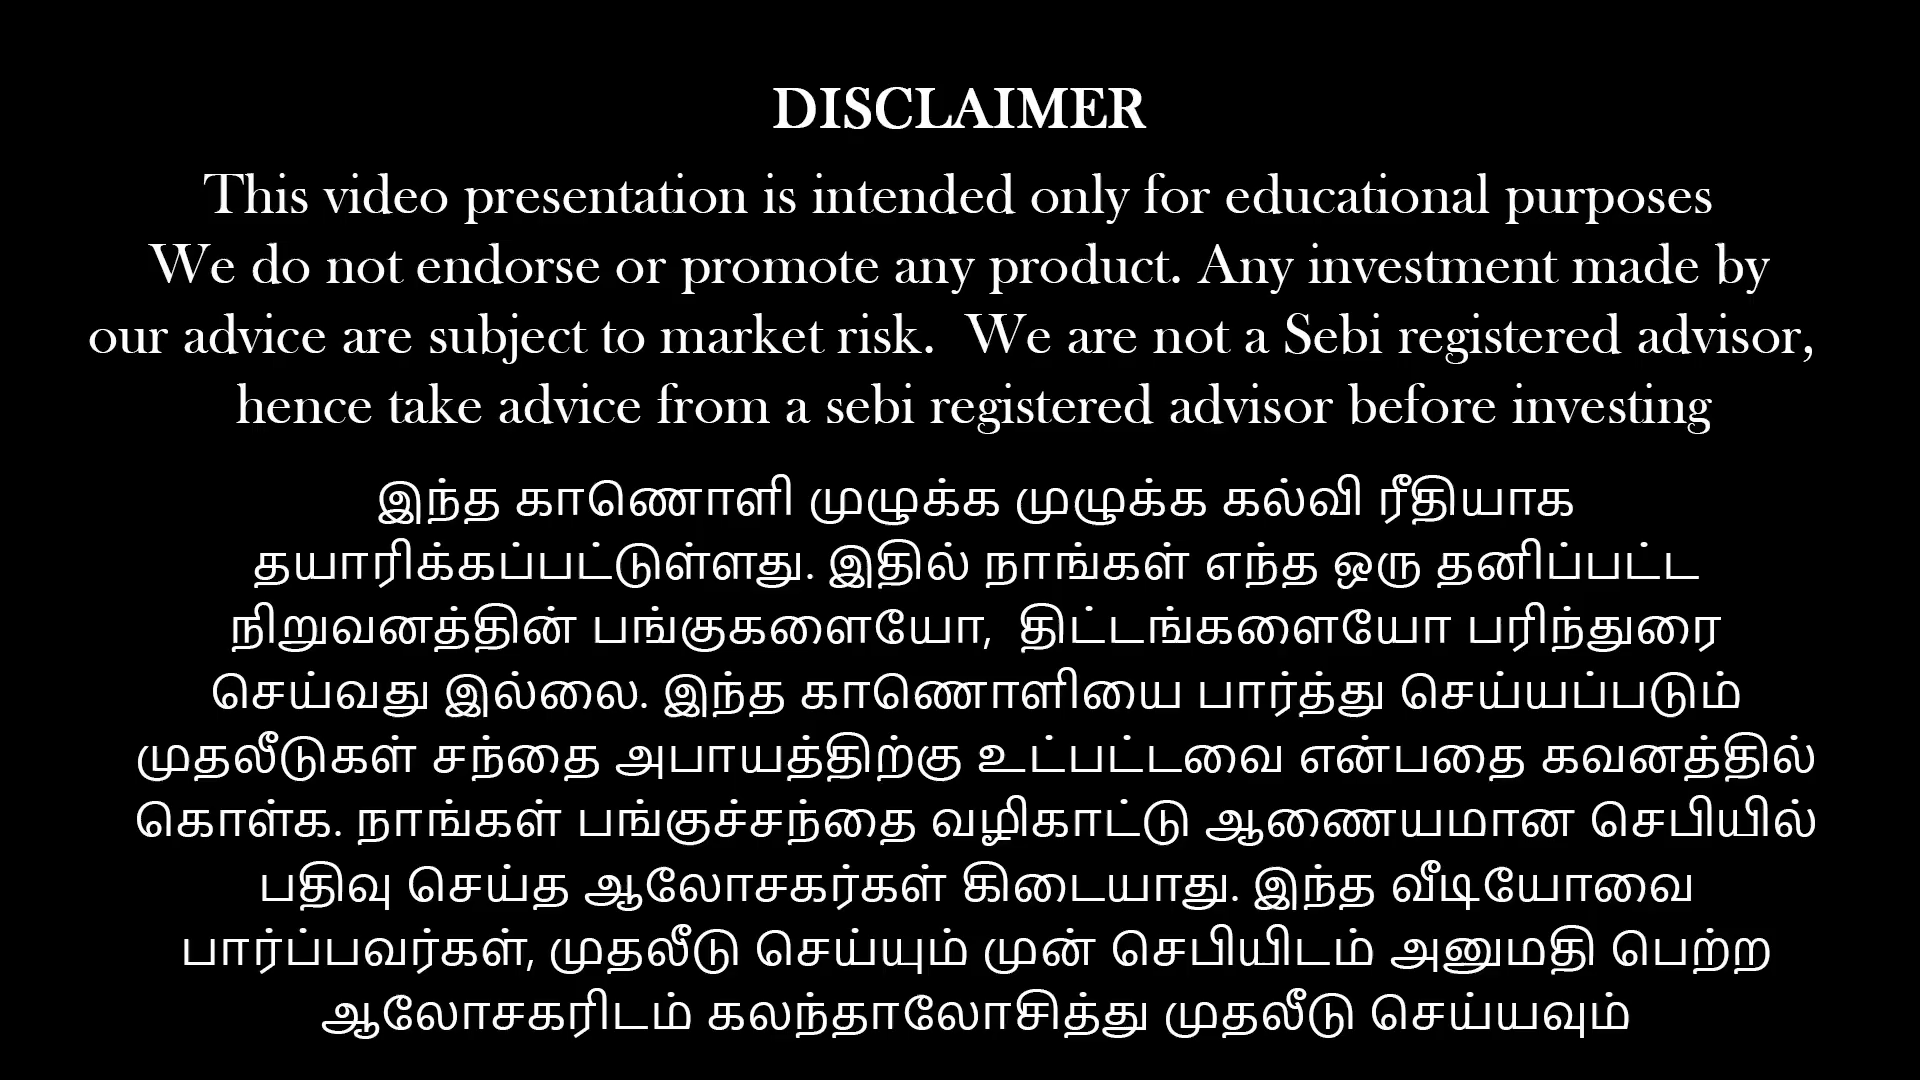 DISCLAIMER
This video presentation is intended only for educational purposes
We do not endorse or promote any product. Any investment made by
our advice are subject to market risk.  We are not a Sebi registered advisor,
hence take advice from a sebi registered advisor before investing
இந்த காணொளி முழுக்க முழுக்க கல்வி ரீதியாக
தயாரிக்கப்பட்டுள்ளது. இதில் நாங்கள் எந்த ஒரு தனிப்பட்ட
நிறுவனத்தின் பங்குகளையோ,  திட்டங்களையோ பரிந்துரை
செய்வது இல்லை. இந்த காணொளியை பார்த்து செய்யப்படும்
முதலீடுகள் சந்தை அபாயத்திற்கு உட்பட்டவை என்பதை கவனத்தில்
கொள்க. நாங்கள் பங்குச்சந்தை வழிகாட்டு ஆணையமான செபியில்
பதிவு செய்த ஆலோசகர்கள் கிடையாது. இந்த வீடியோவை
பார்ப்பவர்கள், முதலீடு செய்யும் முன் செபியிடம் அனுமதி பெற்ற
ஆலோசகரிடம் கலந்தாலோசித்து முதலீடு செய்யவும்